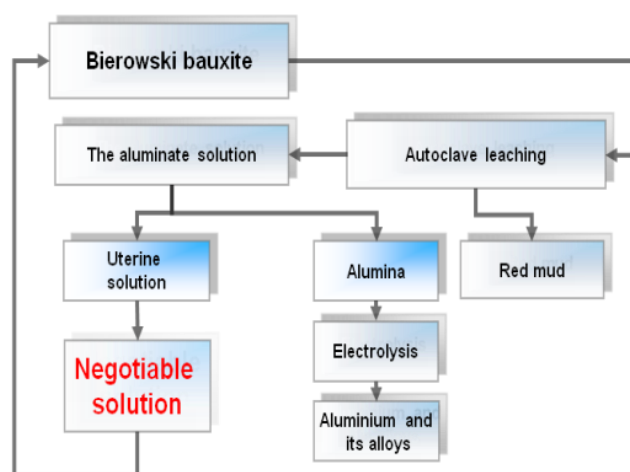 Bierowski bauxite
The aluminate solution
Autoclave leaching
Uterine
solution
Alumina
Red mud
Negotiable
solution
Electrolysis
Aluminium and
its alloys